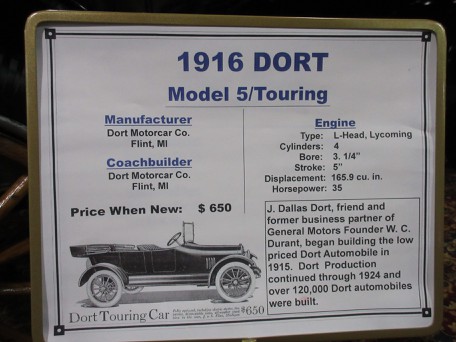 1916 DORT
Model 5/Touring
Manufacturer
Dort Motorcar Co.
Flint, MI
Coachbuilder
Dort Motorcar Co.
Flint, MI
Price When New: $ 650
Engine
Type: L-Head, Lycoming
Cylinders: 4
Bore: 3. 1/4"
Stroke: 5"
Displacement: 165.9 cu. in.
Horsepower: 35
J. Dallas Dort, friend and
former business partner of
General Motors Founder W. C.
Durant, began building the low
priced Dort Automobile in
1915. Dort Production
continued through 1924 and
over 120,000 Dort automobiles
were built.
Dort Touring Car
$650